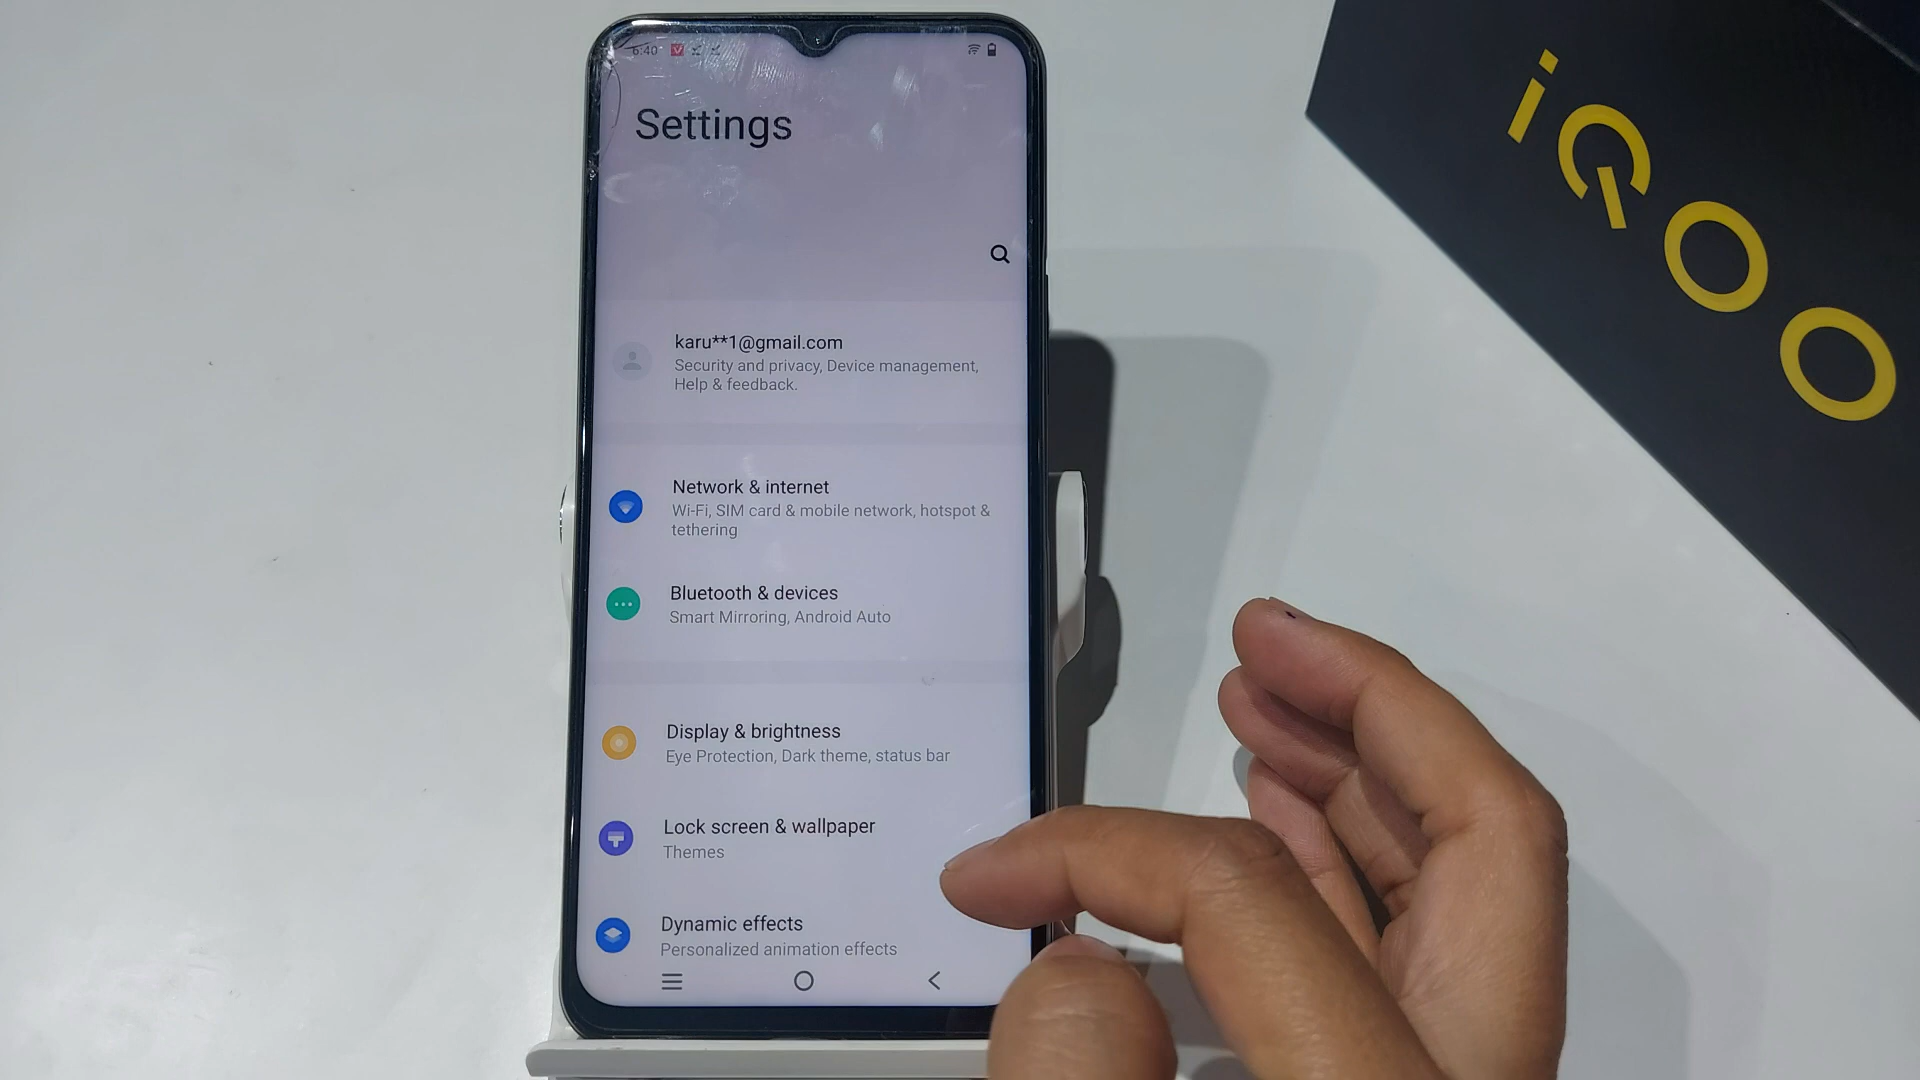 6:40
Settings
karu**1@gmail.com
Security and privacy, Device management,
Help & feedback.
Network & internet
Wi-Fi, SIM card & mobile network, hotspot &
tethering
Bluetooth & devices
Smart Mirroring, Android Auto
Display & brightness
Eye Protection, Dark theme, status bar
Lock screen & wallpaper
Themes
Dynamic effects
Personalized animation effects
iQOO